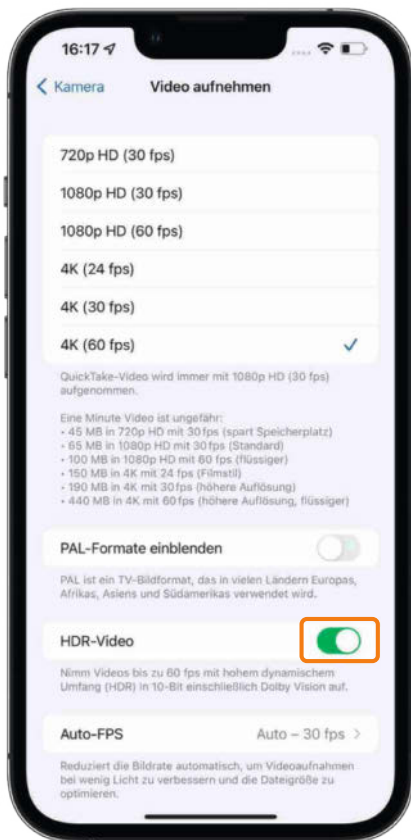 16:17
Kamera
Video aufnehmen
720p HD (30 fps)
1080p HD (30 fps)
1080p HD (60 fps)
4K (24 fps)
4K (30 fps)
4K (60 fps)
QuickTake-Video wird immer mit 1080p HD (30 fps)
aufgenommen.
Eine Minute Video ist ungefähr:
• 45 MB in 720p HD mit 30 fps (spart Speicherplatz)
• 65 MB in 1080p HD mit 30 fps (Standard)
• 100 MB in 1080p HD mit 60 fps (flüssiger)
• 150 MB in 4K mit 24 fps (Filmstil)
• 190 MB in 4K mit 30 fps (höhere Auflösung)
• 440 MB in 4K mit 60 fps (höhere Auflösung, flüssiger)
PAL-Formate einblenden
PAL ist ein TV-Bildformat, das in vielen Ländern Europas,
Afrikas, Asiens und Südamerikas verwendet wird.
HDR-Video
Nimm Videos bis zu 60 fps mit hohem dynamischem
Umfang (HDR) in 10-Bit einschließlich Dolby Vision auf.
Auto-FPS
Auto – 30 fps
Reduziert die Bildrate automatisch, um Videoaufnahmen
bei wenig Licht zu verbessern und die Dateigröße zu
optimieren.